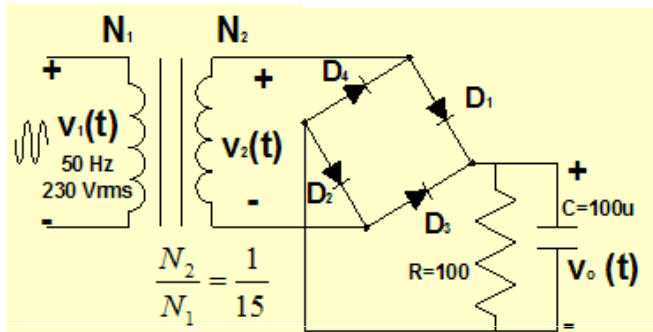 N₁ N₂
+ + D₄ D₁
v₁(t) v₂(t)
50 Hz
230 Vrms
- - D₂ D₃
+
C=100u
R=100 vₒ (t)
-
N₂/N₁ = 1/15